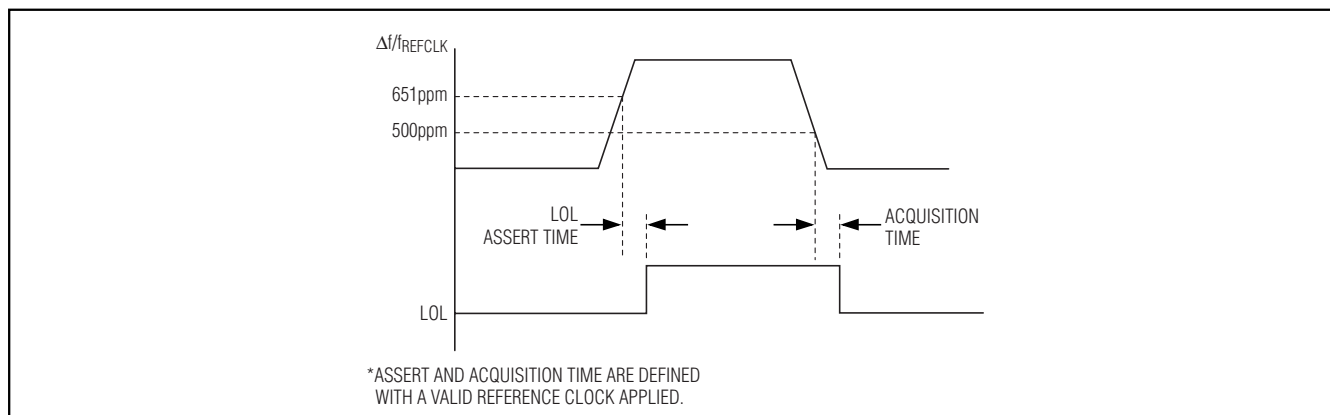 Δf/fREFCLK
651ppm
500ppm
LOL
ASSERT TIME
ACQUISITION
TIME
LOL
*ASSERT AND ACQUISITION TIME ARE DEFINED
WITH A VALID REFERENCE CLOCK APPLIED.